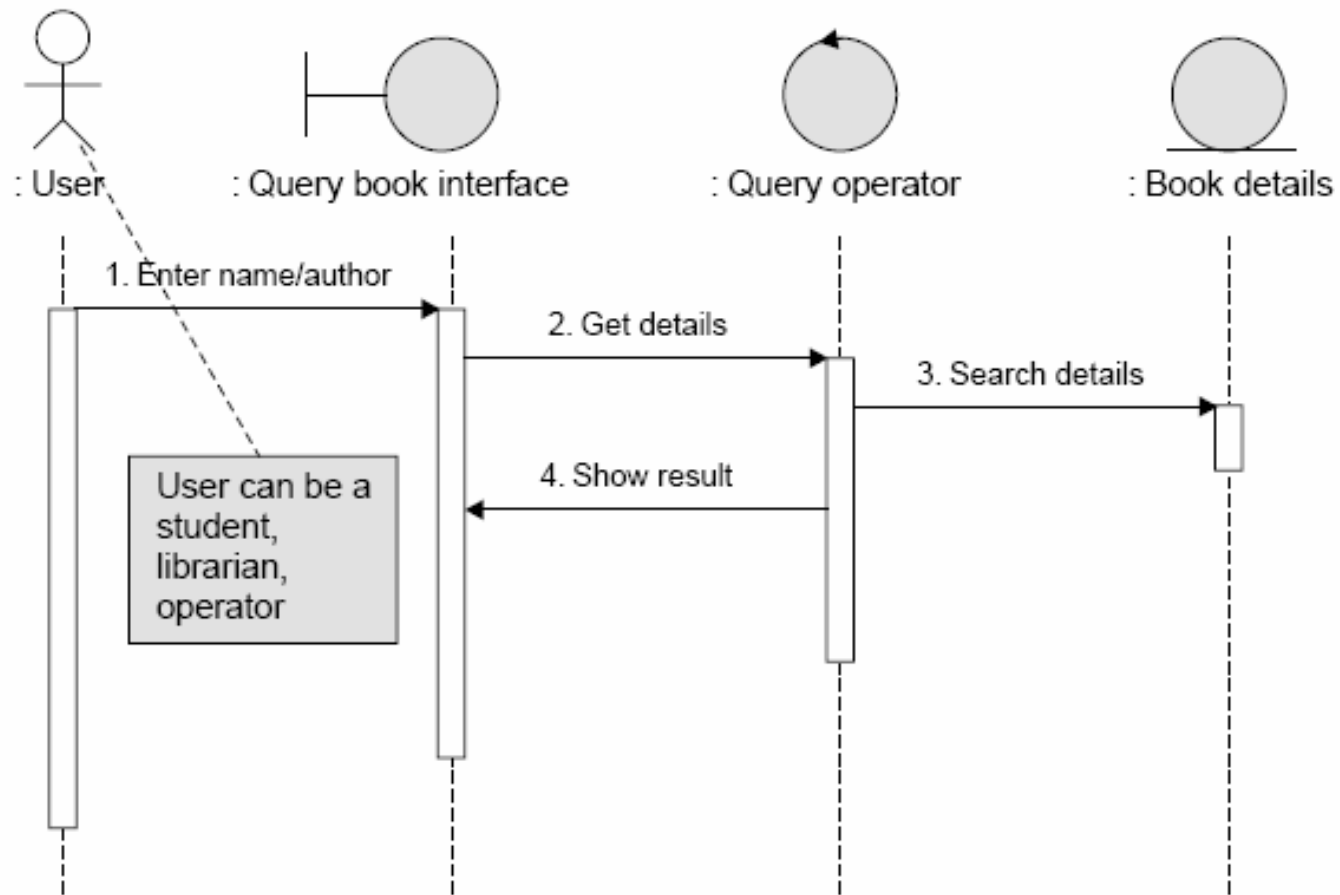 : User
: Query book interface
: Query operator
: Book details
1. Enter name/author
2. Get details
3. Search details
4. Show result
User can be a
student,
librarian,
operator